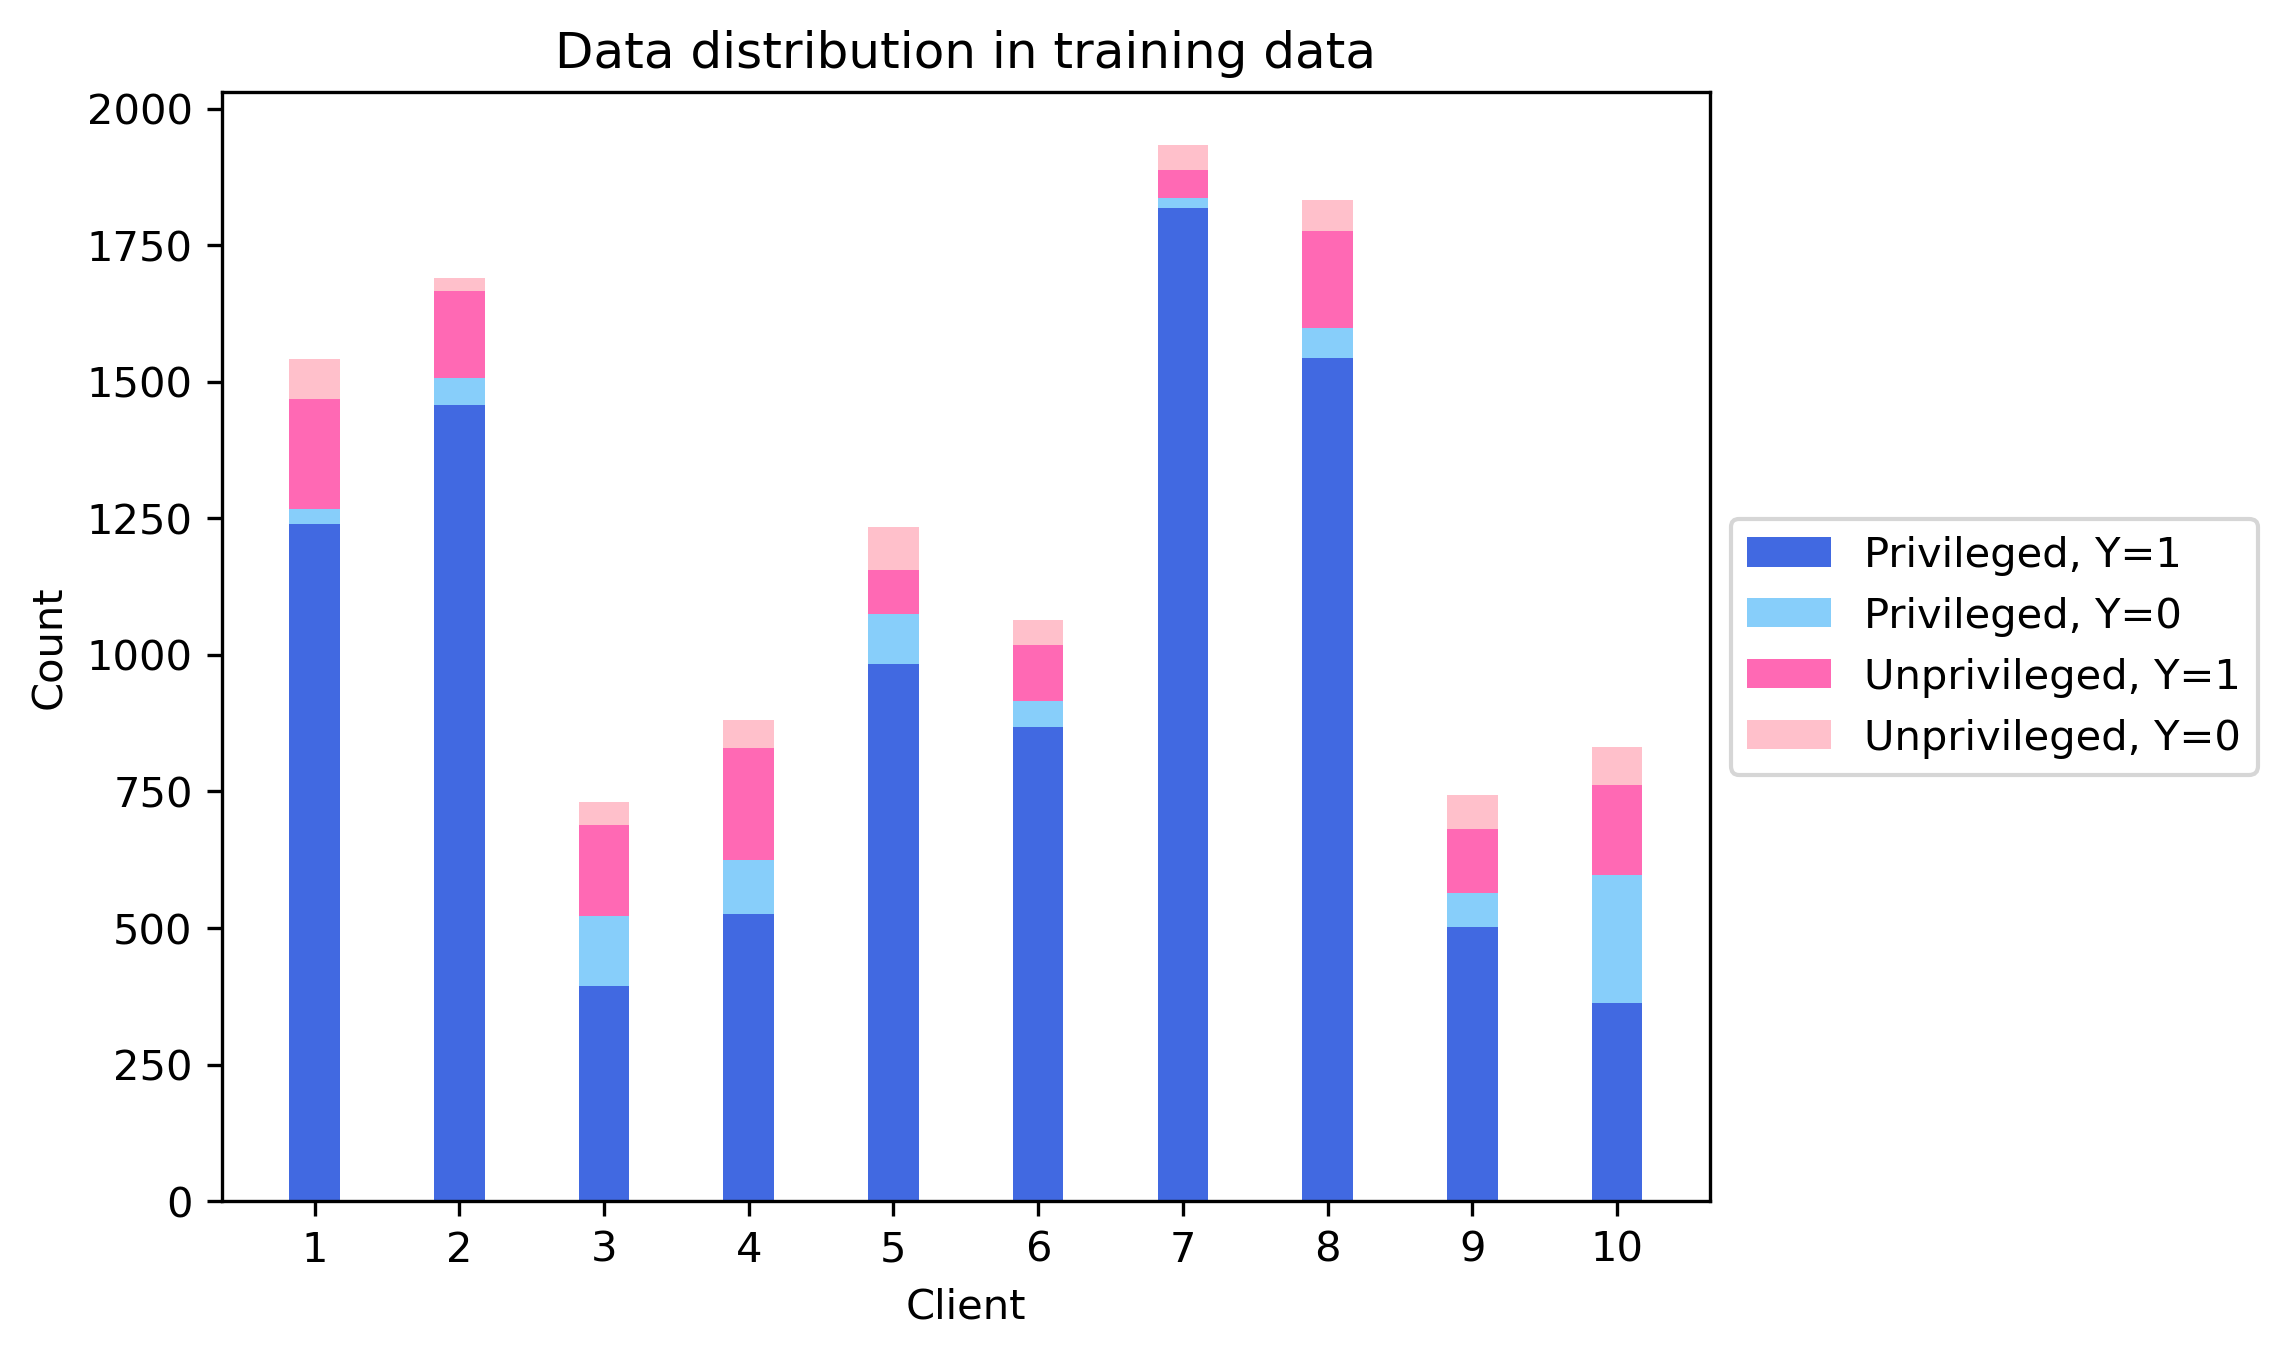 Data distribution in training data
2000
1750
1500
1250
1000
750
500
250
0
Count
1 2 3 4 5 6 7 8 9 10
Client
Privileged, Y=1
Privileged, Y=0
Unprivileged, Y=1
Unprivileged, Y=0